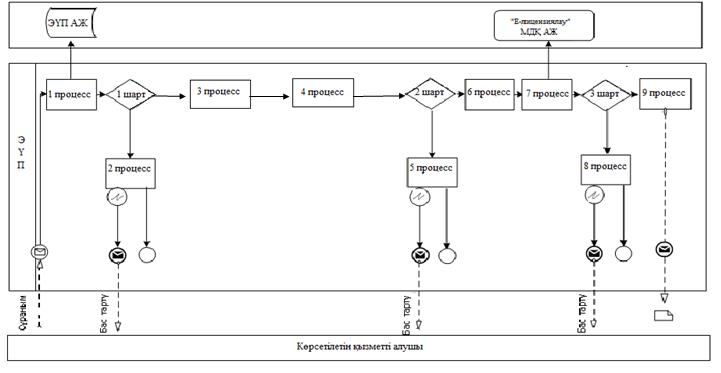 ЭҮП АЖ
"Е-лицензиялау"
МДҚ АЖ
Э
Ү
П
1 процесс
1 шарт
3 процесс
4 процесс
2 шарт
6 процесс
7 процесс
3 шарт
9 процесс
2 процесс
5 процесс
8 процесс
Сұраным
Бас тарту
Бас тарту
Бас тарту
Көрсетілетін қызметті алушы